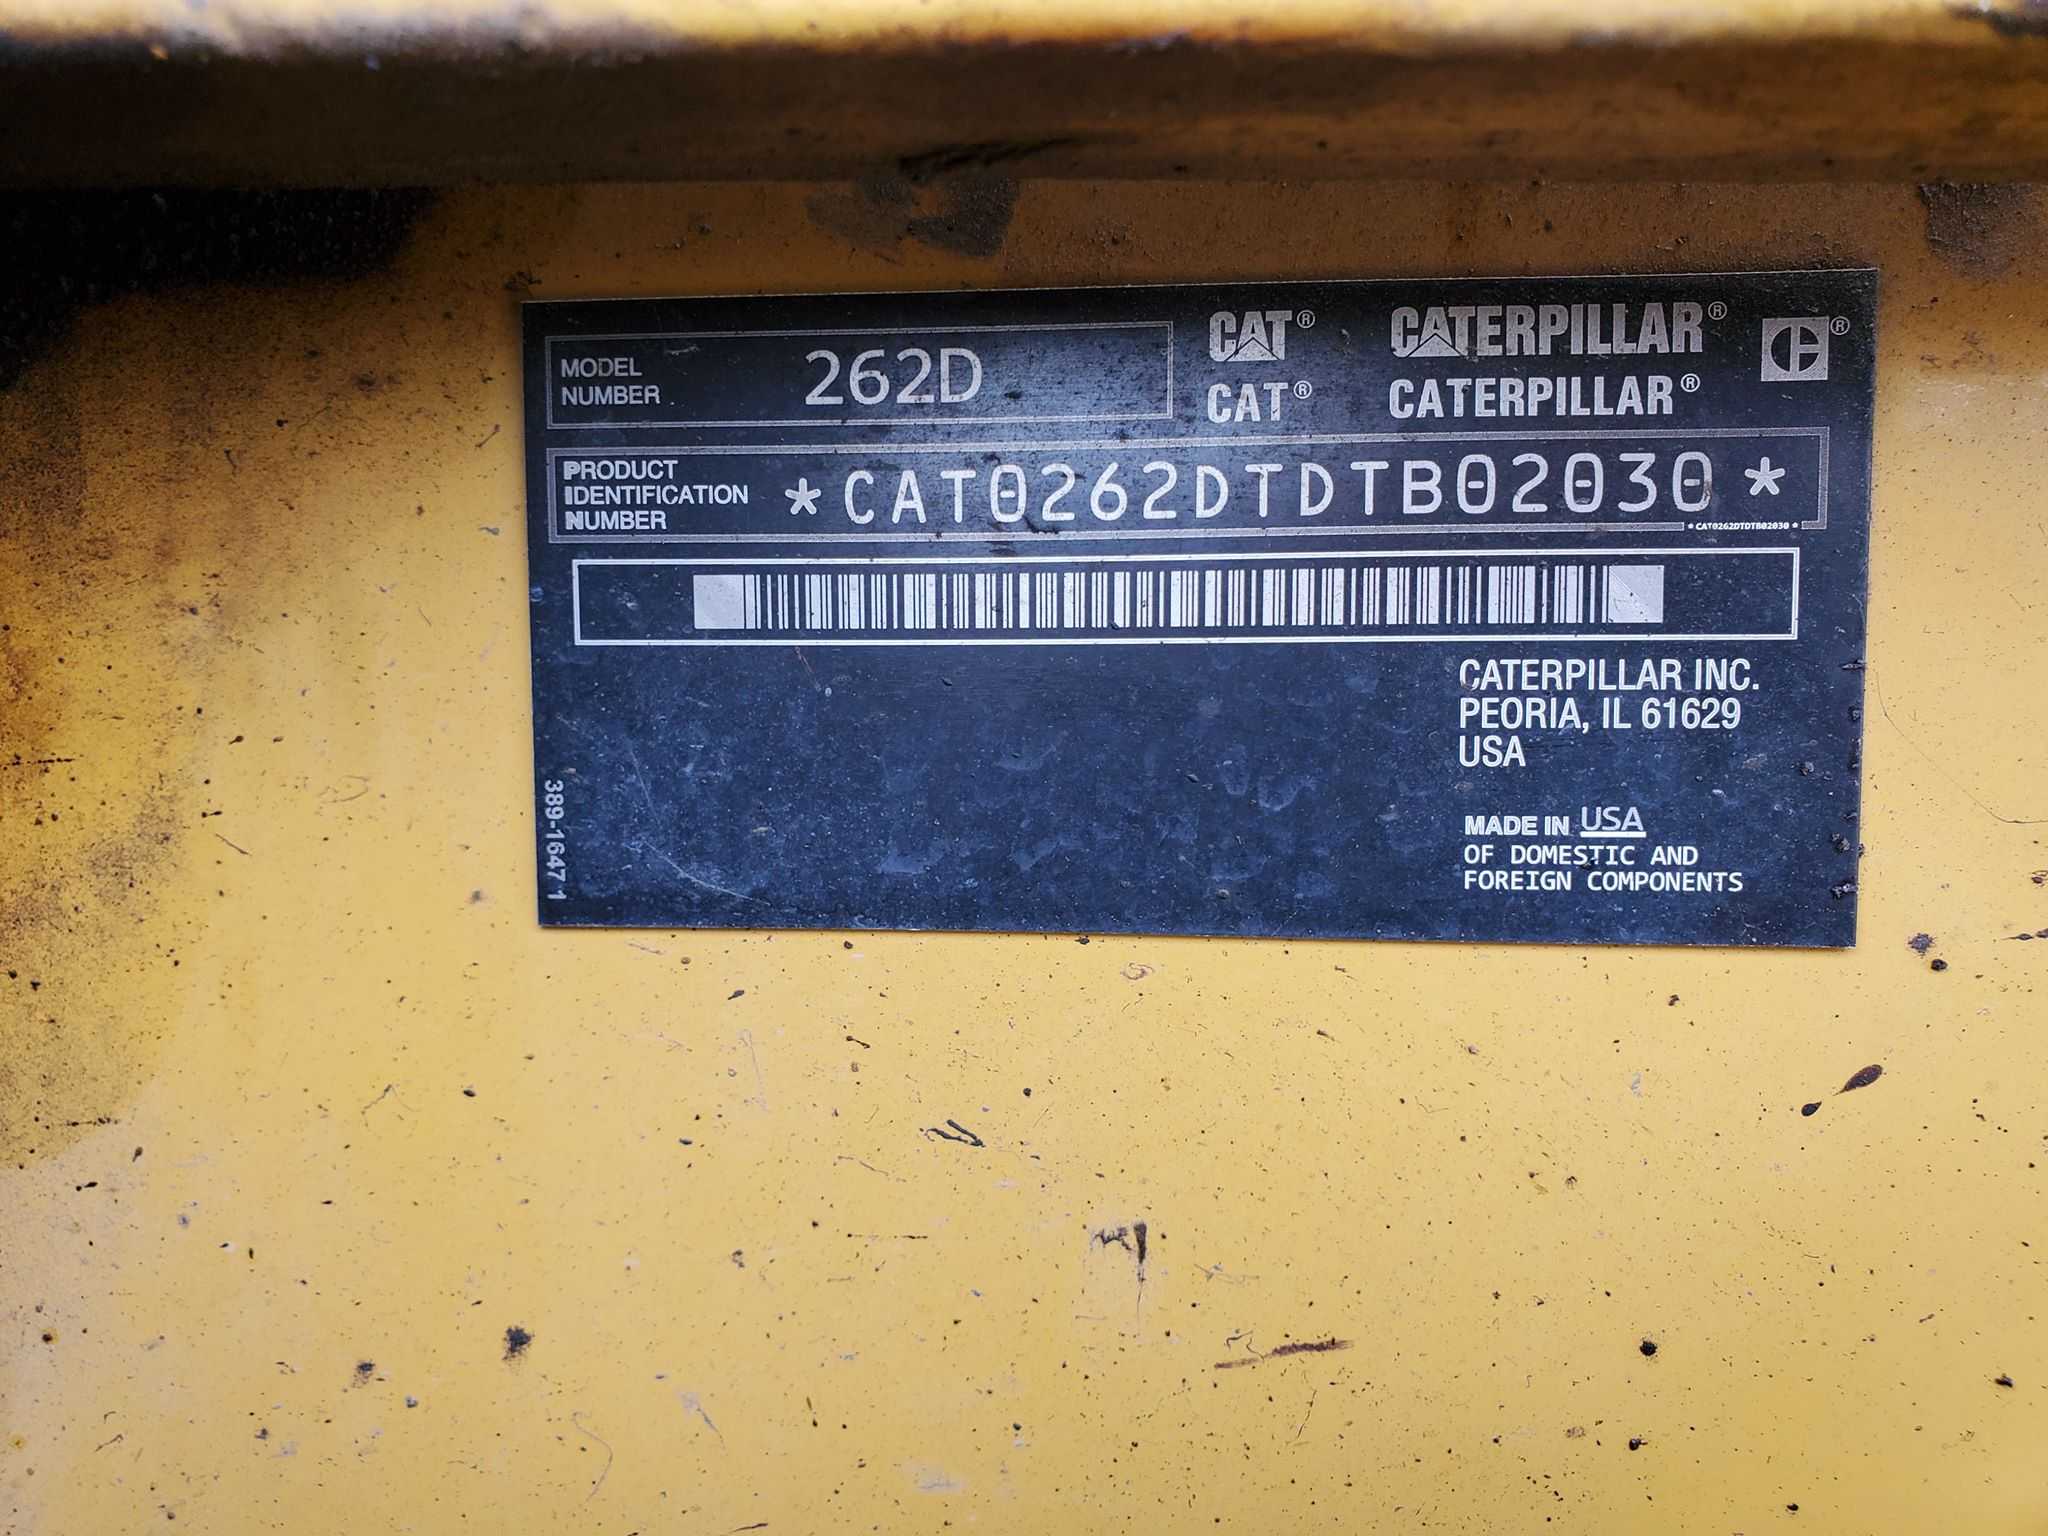 MODEL NUMBER 262D
CAT® CATERPILLAR®
CAT® CATERPILLAR®
PRODUCT IDENTIFICATION NUMBER *CAT0262DTDTB02030*
*CAT0262DTDTB02030*
CATERPILLAR INC.
PEORIA, IL 61629
USA
MADE IN USA
OF DOMESTIC AND
FOREIGN COMPONENTS
389-1647 1